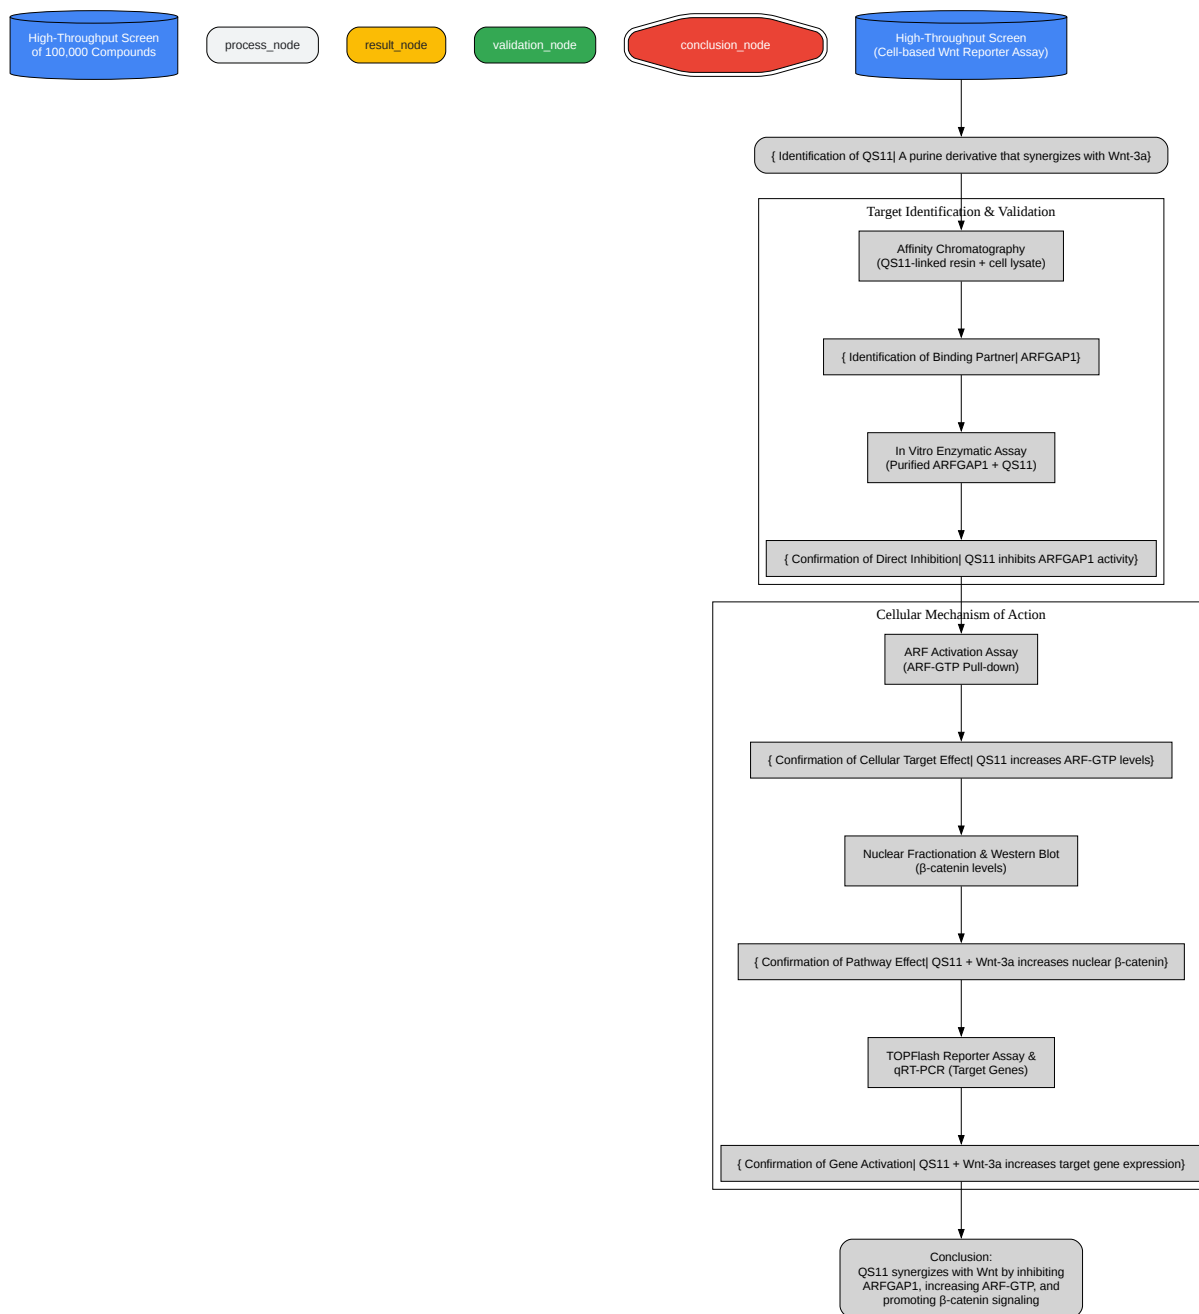 High-Throughput Screen
of 100,000 Compounds
process_node
result_node
validation_node
conclusion_node
High-Throughput Screen
(Cell-based Wnt Reporter Assay)
{ Identification of QS11| A purine derivative that synergizes with Wnt-3a}
Target Identification & Validation
Affinity Chromatography
(QS11-linked resin + cell lysate)
{ Identification of Binding Partner| ARFGAP1}
In Vitro Enzymatic Assay
(Purified ARFGAP1 + QS11)
{ Confirmation of Direct Inhibition| QS11 inhibits ARFGAP1 activity}
Cellular Mechanism of Action
ARF Activation Assay
(ARF-GTP Pull-down)
{ Confirmation of Cellular Target Effect| QS11 increases ARF-GTP levels}
Nuclear Fractionation & Western Blot
(β-catenin levels)
{ Confirmation of Pathway Effect| QS11 + Wnt-3a increases nuclear β-catenin}
TOPFlash Reporter Assay &
qRT-PCR (Target Genes)
{ Confirmation of Gene Activation| QS11 + Wnt-3a increases target gene expression}
Conclusion:
QS11 synergizes with Wnt by inhibiting
ARFGAP1, increasing ARF-GTP, and
promoting β-catenin signaling